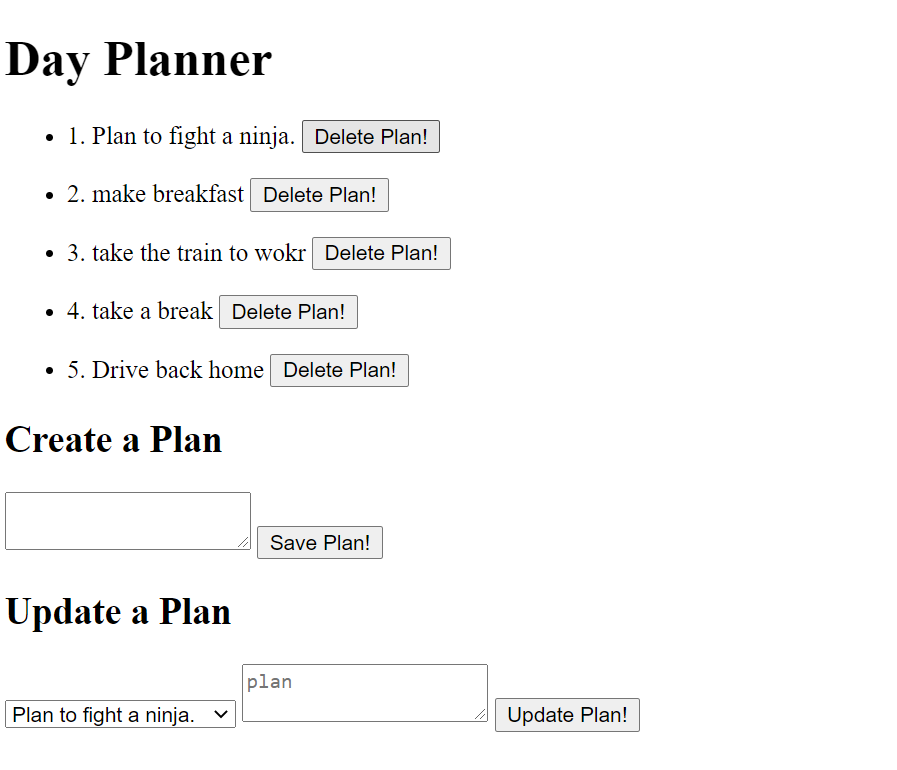 Day Planner
1. Plan to fight a ninja. Delete Plan!
2. make breakfast Delete Plan!
3. take the train to wokr Delete Plan!
4. take a break Delete Plan!
5. Drive back home Delete Plan!
Create a Plan
Save Plan!
Update a Plan
Plan to fight a ninja. plan Update Plan!